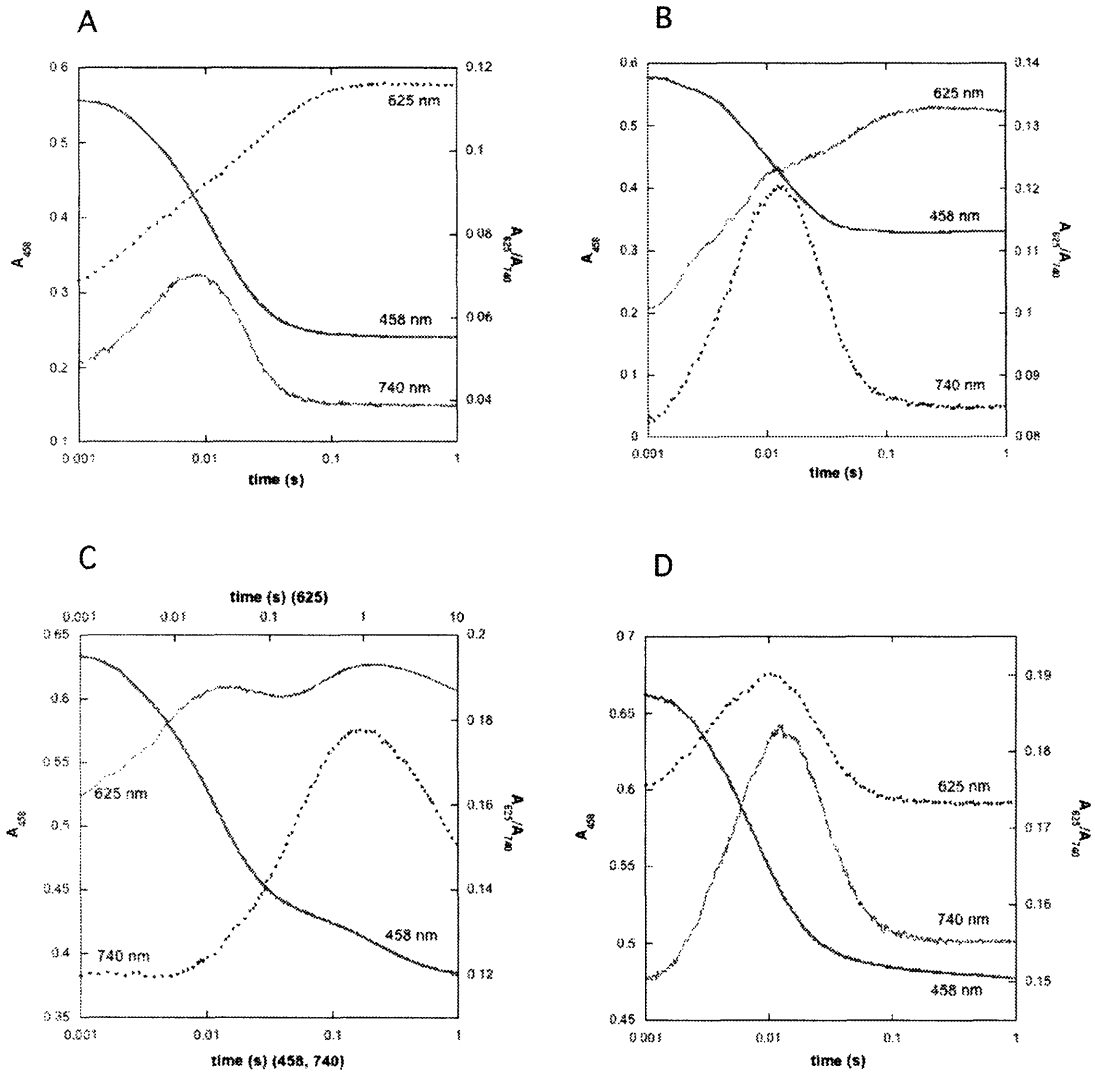 A
0.6
0.5
0.4
0.3
0.2
0.1
A458
0.12
0.1
0.08
0.06
0.04
A625/A740
625 nm
458 nm
740 nm
0.001 0.01 0.1 1
time (s)
B
0.6
0.5
0.4
0.3
0.2
0.1
0
A458
0.14
0.13
0.12
0.11
0.1
0.09
0.08
A625/A740
625 nm
458 nm
740 nm
0.001 0.01 0.1 1
time (s)
C
time (s) (625)
0.001 0.01 0.1 1 10
0.65
0.6
0.55
0.5
0.45
0.4
0.35
A458
0.2
0.18
0.16
0.14
0.12
A625/A740
625 nm
740 nm
458 nm
0.001 0.01 0.1 1
time (s) (458, 740)
D
0.7
0.65
0.6
0.55
0.5
0.45
A458
0.19
0.18
0.17
0.16
0.15
A625/A740
625 nm
740 nm
458 nm
0.001 0.01 0.1 1
time (s)